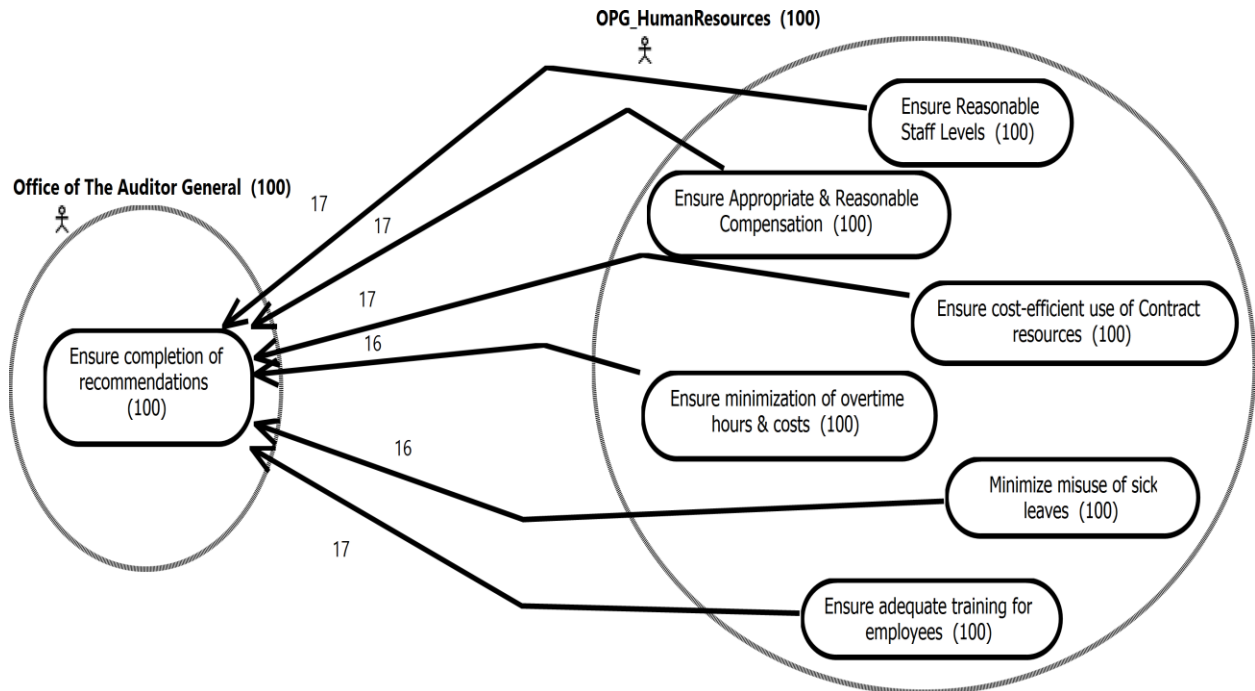 OPG_HumanResources (100)
Ensure Reasonable
Staff Levels (100)
Office of The Auditor General (100)
17
17
Ensure Appropriate & Reasonable
Compensation (100)
17
Ensure cost-efficient use of Contract
resources (100)
16
Ensure completion of
recommendations
(100)
Ensure minimization of overtime
hours & costs (100)
16
Minimize misuse of sick
leaves (100)
17
Ensure adequate training for
employees (100)